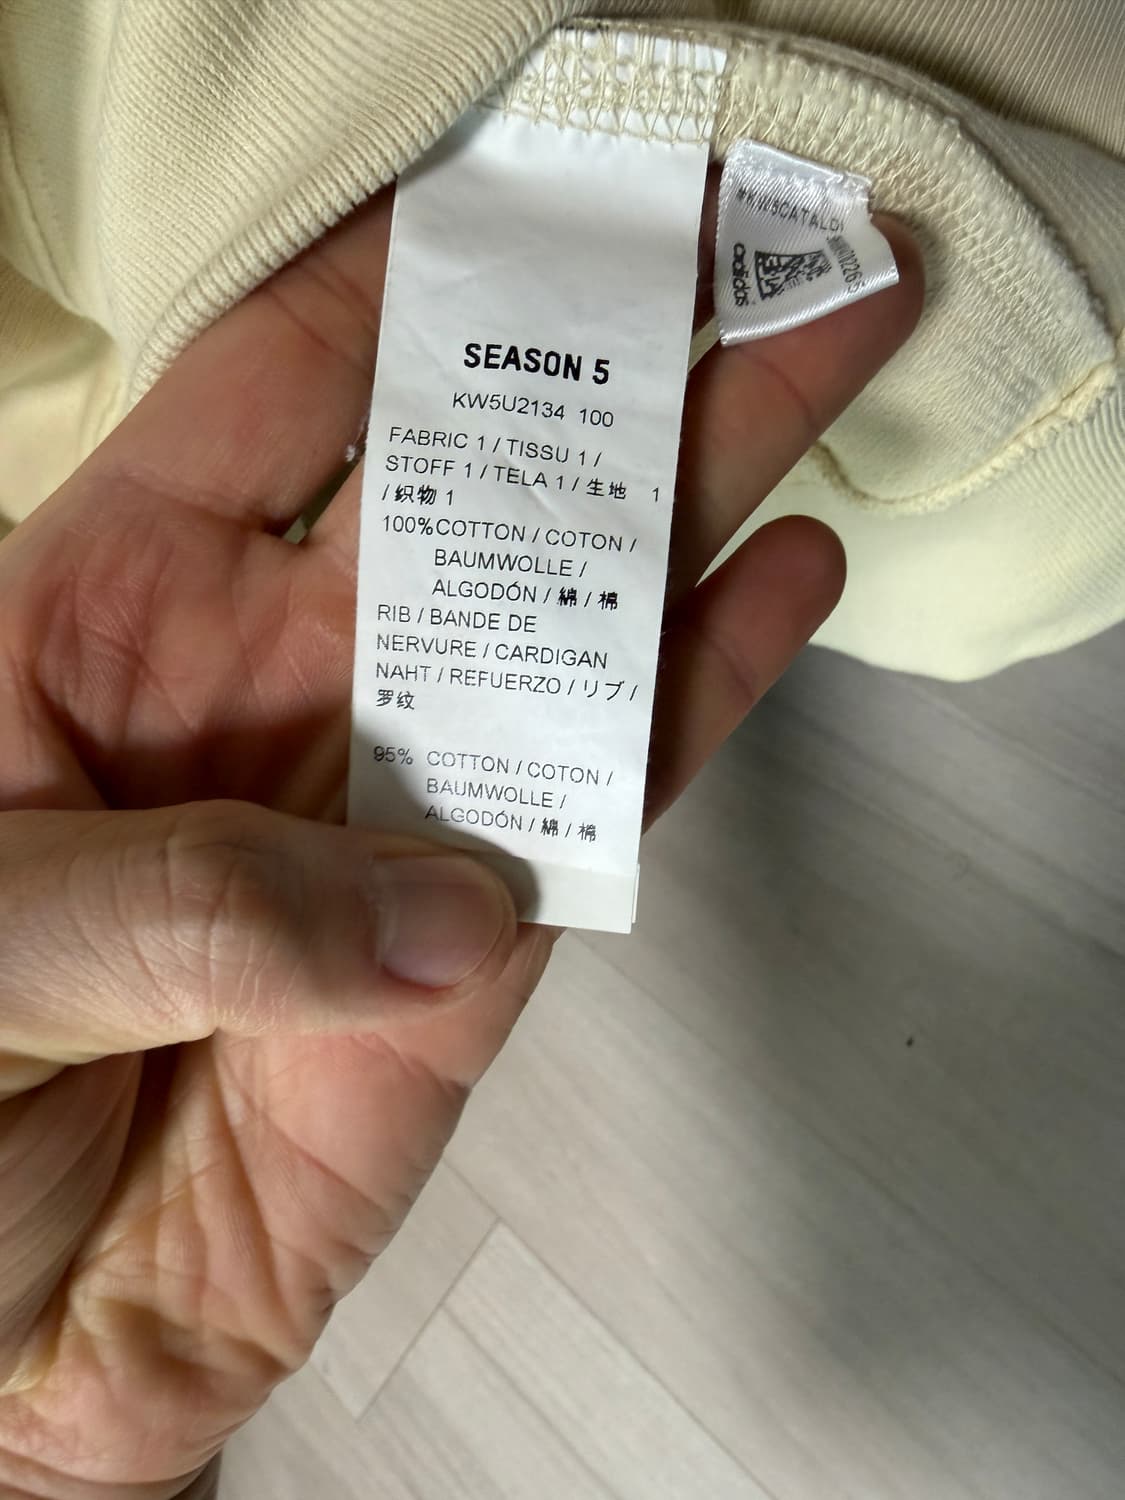 SEASON 5
KW5U2134 100
FABRIC 1 / TISSU 1 /
STOFF 1 / TELA 1 / 生地 1
/ 织物 1
100%COTTON / COTON /
BAUMWOLLE /
ALGODÓN / 綿 / 棉
RIB / BANDE DE
NERVURE / CARDIGAN
NAHT / REFUERZO / リブ /
罗纹
95% COTTON / COTON /
BAUMWOLLE /
ALGODÓN / 綿 / 棉
adidas